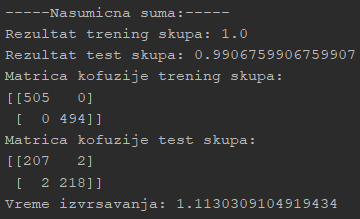 -----Nasumicna suma:-----
Rezultat trening skupa: 1.0
Rezultat test skupa: 0.9906759906759907
Matrica kofuzije trening skupa:
[[505   0]
 [  0 494]]
Matrica kofuzije test skupa:
[[207   2]
 [  2 218]]
Vreme izvrsavanja: 1.1130309104919434